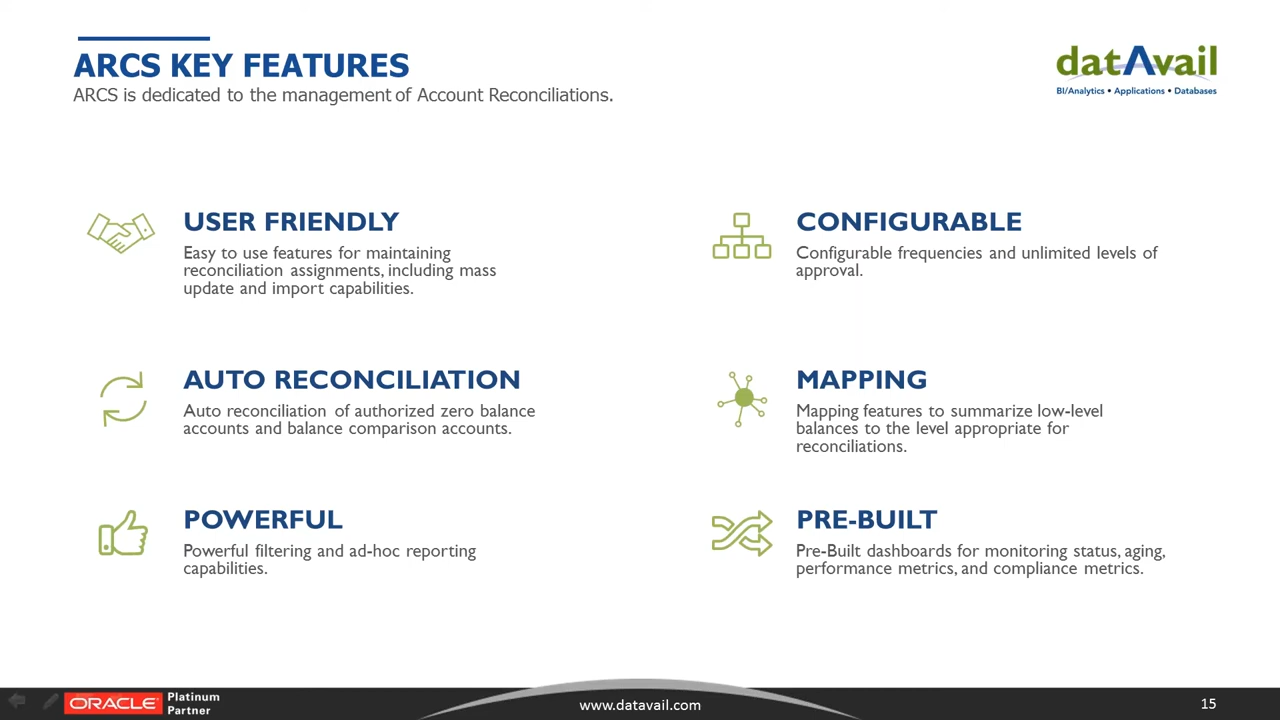 ARCS KEY FEATURES
ARCS is dedicated to the management of Account Reconciliations.
datAvail
BI/Analytics • Applications • Databases
USER FRIENDLY
Easy to use features for maintaining
reconciliation assignments, including mass
update and import capabilities.
CONFIGURABLE
Configurable frequencies and unlimited levels of
approval.
AUTO RECONCILIATION
Auto reconciliation of authorized zero balance
accounts and balance comparison accounts.
MAPPING
Mapping features to summarize low-level
balances to the level appropriate for
reconciliations.
POWERFUL
Powerful filtering and ad-hoc reporting
capabilities.
PRE-BUILT
Pre-Built dashboards for monitoring status, aging,
performance metrics, and compliance metrics.
ORACLE
Platinum
Partner
www.datavail.com
15